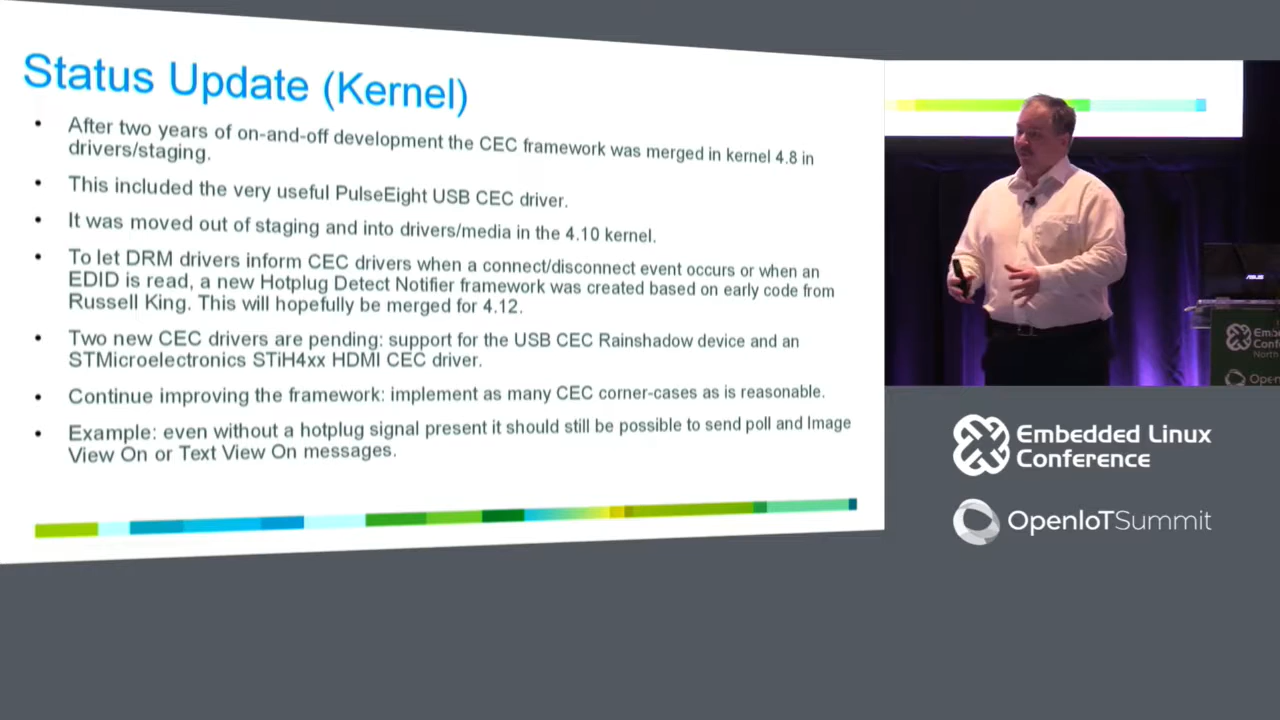 Status Update (Kernel)
• After two years of on-and-off development the CEC framework was merged in kernel 4.8 in
drivers/staging.
• This included the very useful PulseEight USB CEC driver.
• It was moved out of staging and into drivers/media in the 4.10 kernel.
• To let DRM drivers inform CEC drivers when a connect/disconnect event occurs or when an
EDID is read, a new Hotplug Detect Notifier framework was created based on early code from
Russell King. This will hopefully be merged for 4.12.
• Two new CEC drivers are pending: support for the USB CEC Rainshadow device and an
STMicroelectronics STiH4xx HDMI CEC driver.
• Continue improving the framework: implement as many CEC corner-cases as is reasonable.
• Example: even without a hotplug signal present it should still be possible to send poll and Image
View On or Text View On messages.
Embedded Linux
Conference
OpenIoTSummit